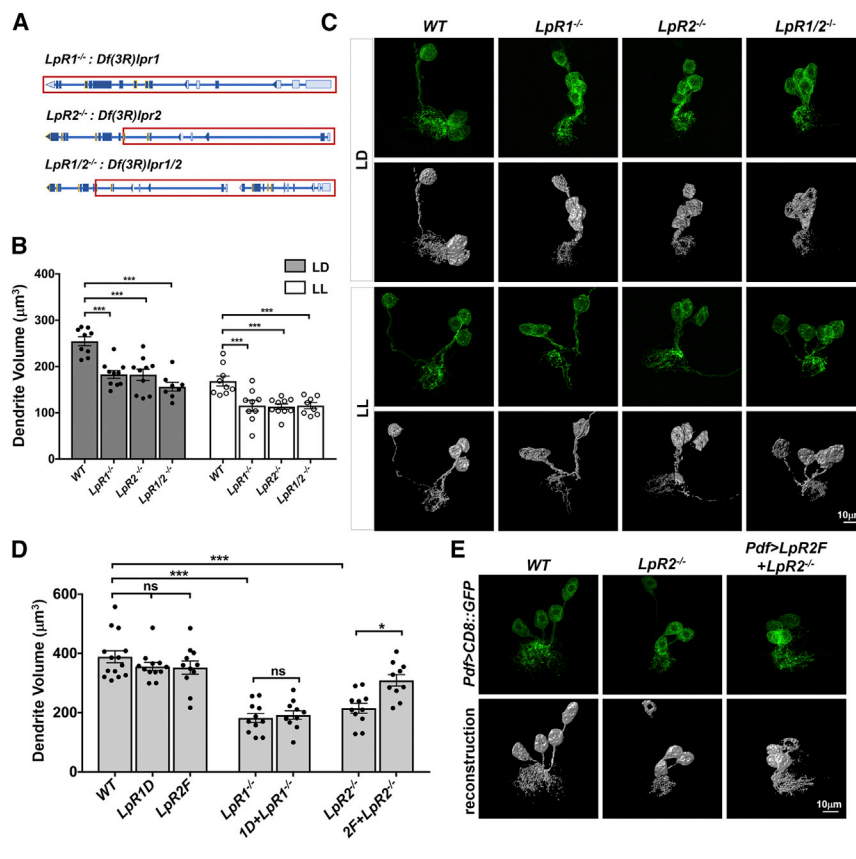 A
LpR1-/- : Df(3R)lpr1
LpR2-/- : Df(3R)lpr2
LpR1/2-/- : Df(3R)lpr1/2
B
LD
LL
Dendrite Volume (μm3)
400
300
200
100
0
***
***
***
***
***
***
WT
LpR1-/-
LpR2-/-
LpR1/2-/-
WT
LpR1-/-
LpR2-/-
LpR1/2-/-
C
WT
LpR1-/-
LpR2-/-
LpR1/2-/-
LD
LL
10μm
D
Dendrite Volume (μm3)
600
400
200
0
***
***
ns
ns
*
WT
LpR1D
LpR2F
LpR1-/-
1D+LpR1-/-
LpR2-/-
2F+LpR2-/-
E
WT
LpR2-/-
Pdf>LpR2F
+LpR2-/-
Pdf>CD8::GFP
reconstruction
10μm